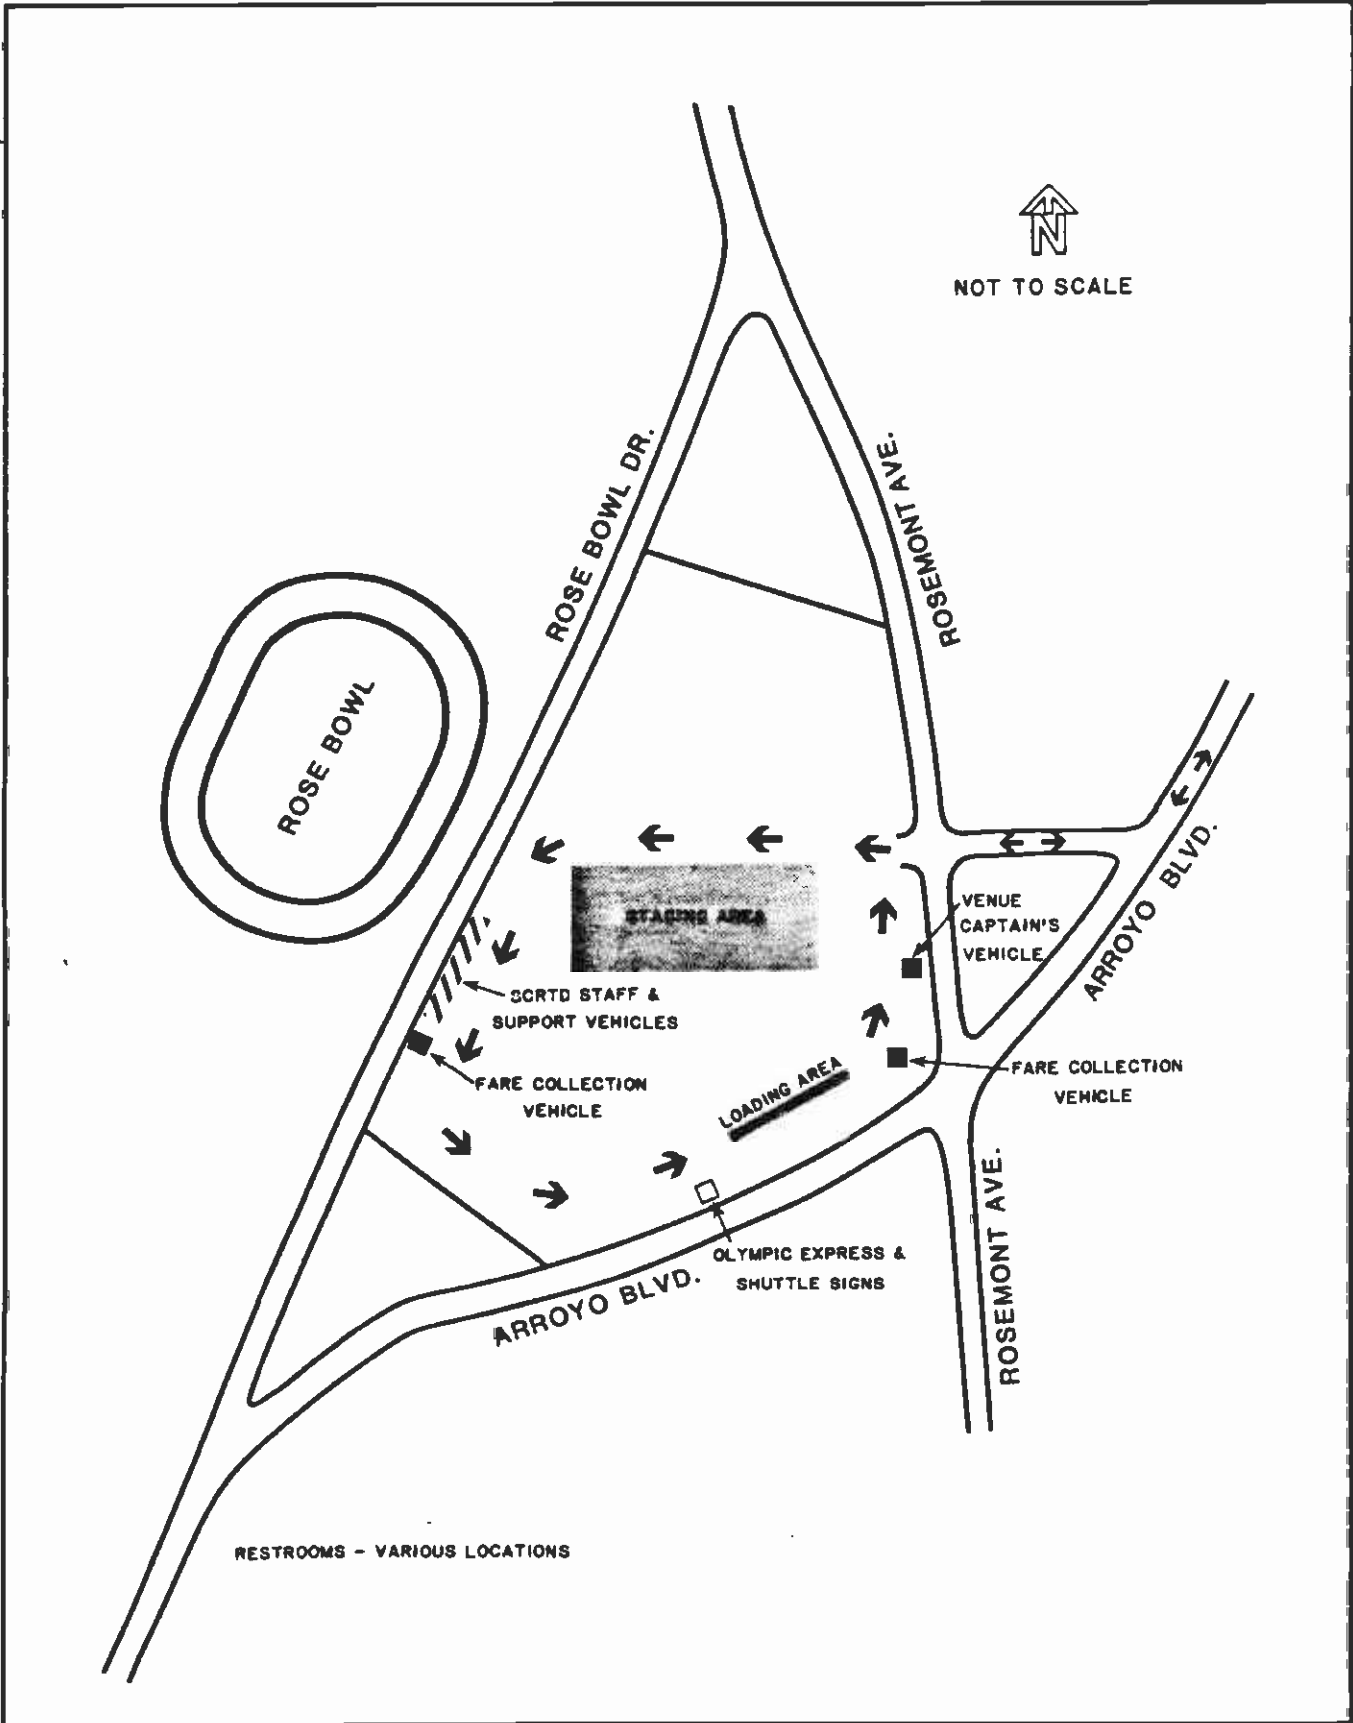 N
NOT TO SCALE
ROSE BOWL DR.
ROSEMONT AVE.
ROSE BOWL
STAGING AREA
VENUE
CAPTAIN'S
VEHICLE
ARROYO BLVD.
SCRTD STAFF &
SUPPORT VEHICLES
FARE COLLECTION
VEHICLE
LOADING AREA
FARE COLLECTION
VEHICLE
OLYMPIC EXPRESS &
SHUTTLE SIGNS
ARROYO BLVD.
ROSEMONT AVE.
RESTROOMS - VARIOUS LOCATIONS